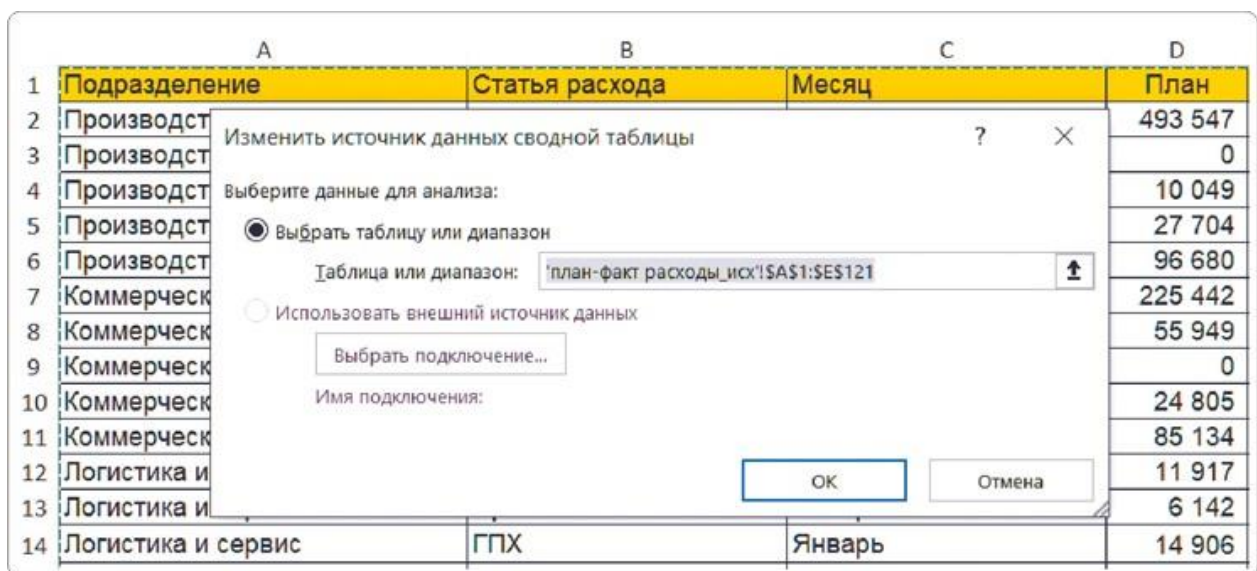 A B C D
1 Подразделение Статья расхода Месяц План
2 Производст 493 547
Изменить источник данных сводной таблицы ? ×
3 Производст 0
4 Производст 10 049
Выберите данные для анализа:
5 Производст 27 704
Выбрать таблицу или диапазон
6 Производст 96 680
Таблица или диапазон: 'план-факт расходы_исх'!$A$1:$E$121
7 Коммерческ 225 442
Использовать внешний источник данных
8 Коммерческ 55 949
Выбрать подключение...
9 Коммерческ 0
10 Коммерческ 24 805
Имя подключения:
11 Коммерческ 85 134
12 Логистика и 11 917
ОК Отмена
13 Логистика и 6 142
14 Логистика и сервис ГПХ Январь 14 906